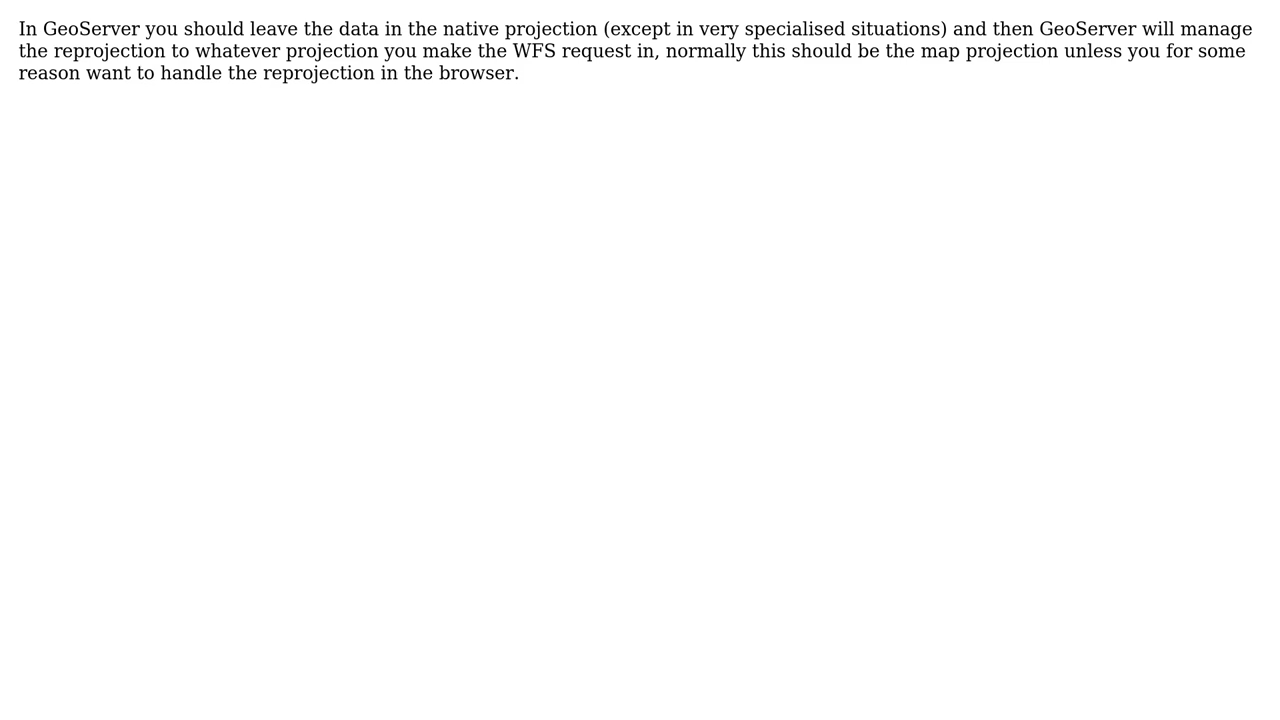 In GeoServer you should leave the data in the native projection (except in very specialised situations) and then GeoServer will manage
the reprojection to whatever projection you make the WFS request in, normally this should be the map projection unless you for some
reason want to handle the reprojection in the browser.